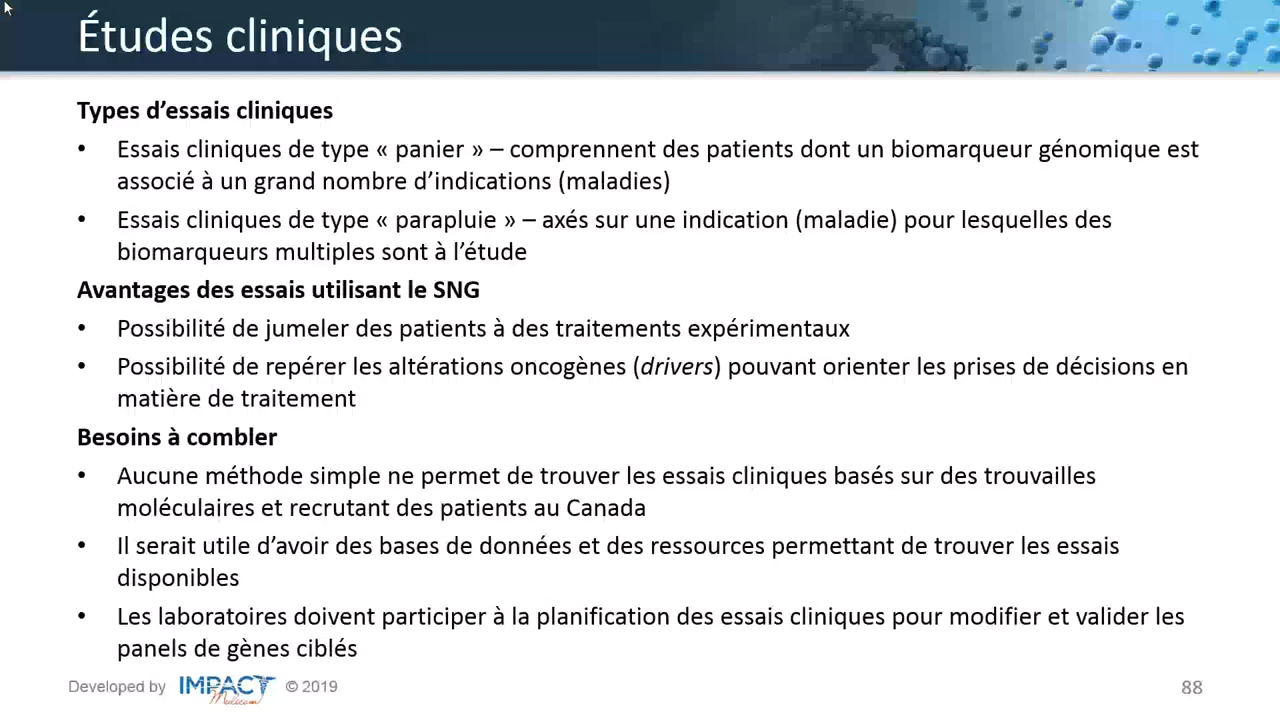 Études cliniques
Types d’essais cliniques
• Essais cliniques de type « panier » – comprennent des patients dont un biomarqueur génomique est
associé à un grand nombre d’indications (maladies)
• Essais cliniques de type « parapluie » – axés sur une indication (maladie) pour lesquelles des
biomarqueurs multiples sont à l’étude
Avantages des essais utilisant le SNG
• Possibilité de jumeler des patients à des traitements expérimentaux
• Possibilité de repérer les altérations oncogènes (drivers) pouvant orienter les prises de décisions en
matière de traitement
Besoins à combler
• Aucune méthode simple ne permet de trouver les essais cliniques basés sur des trouvailles
moléculaires et recrutant des patients au Canada
• Il serait utile d’avoir des bases de données et des ressources permettant de trouver les essais
disponibles
• Les laboratoires doivent participer à la planification des essais cliniques pour modifier et valider les
panels de gènes ciblés
Developed by IMPACT Medicom © 2019
88